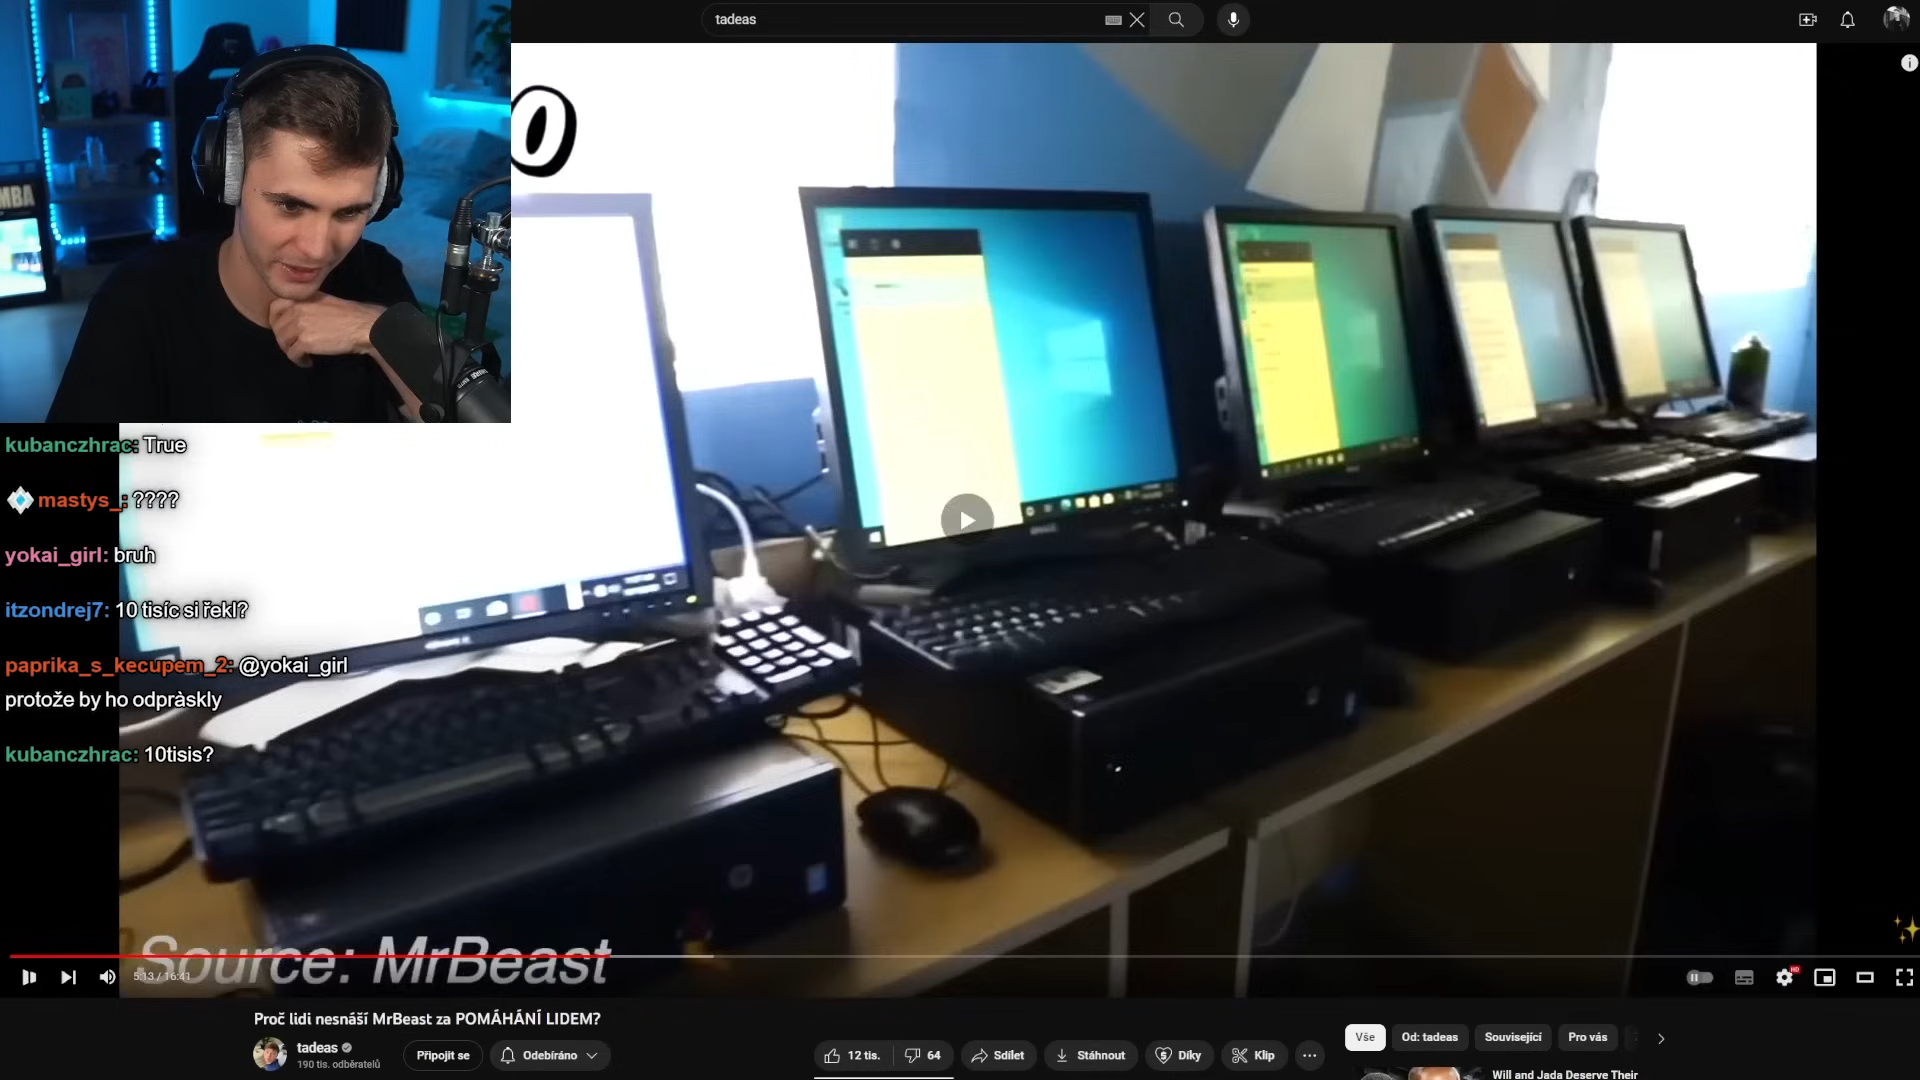 tadeas
0
MBA
kubanczhrac: True
mastys_: ????
yokai_girl: bruh
itzondrej7: 10 tisíc si řekl?
paprika_s_kecupem_2: @yokai_girl
protože by ho odpràskly
kubanczhrac: 10tisis?
Source: MrBeast
5:13 / 16:41
HD
Proč lidi nesnáší MrBeast za POMÁHÁNÍ LIDEM?
tadeas
190 tis. odběratelů
Připojit se
Odebíráno
12 tis.
64
Sdílet
Stáhnout
Díky
Klip
Vše
Od: tadeas
Související
Pro vás
Will and Jada Deserve Their